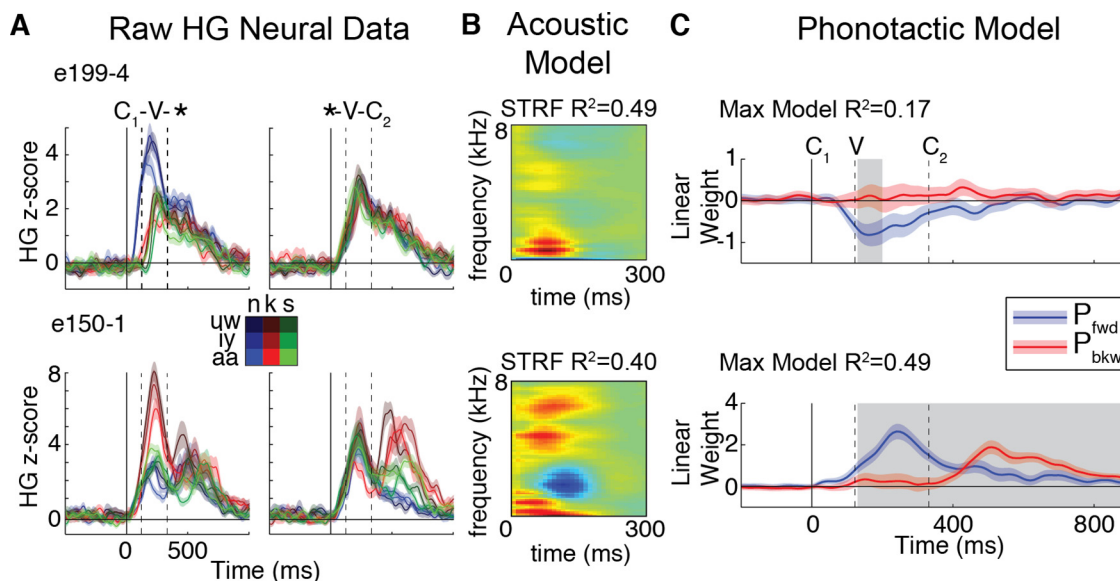 A Raw HG Neural Data
B Acoustic Model
C Phonotactic Model
e199-4
C1-V-*
*-V-C2
HG z-score
4
2
0
STRF R²=0.49
frequency (kHz)
8
0
0
300
time (ms)
Max Model R²=0.17
C1 V C2
Linear Weight
1
0
-1
n k s
uw
iy
aa
e150-1
HG z-score
8
4
0
0
500
Time (ms)
STRF R²=0.40
frequency (kHz)
8
0
0
300
time (ms)
Pfwd
Pbkw
Max Model R²=0.49
Linear Weight
4
2
0
0
400
800
Time (ms)